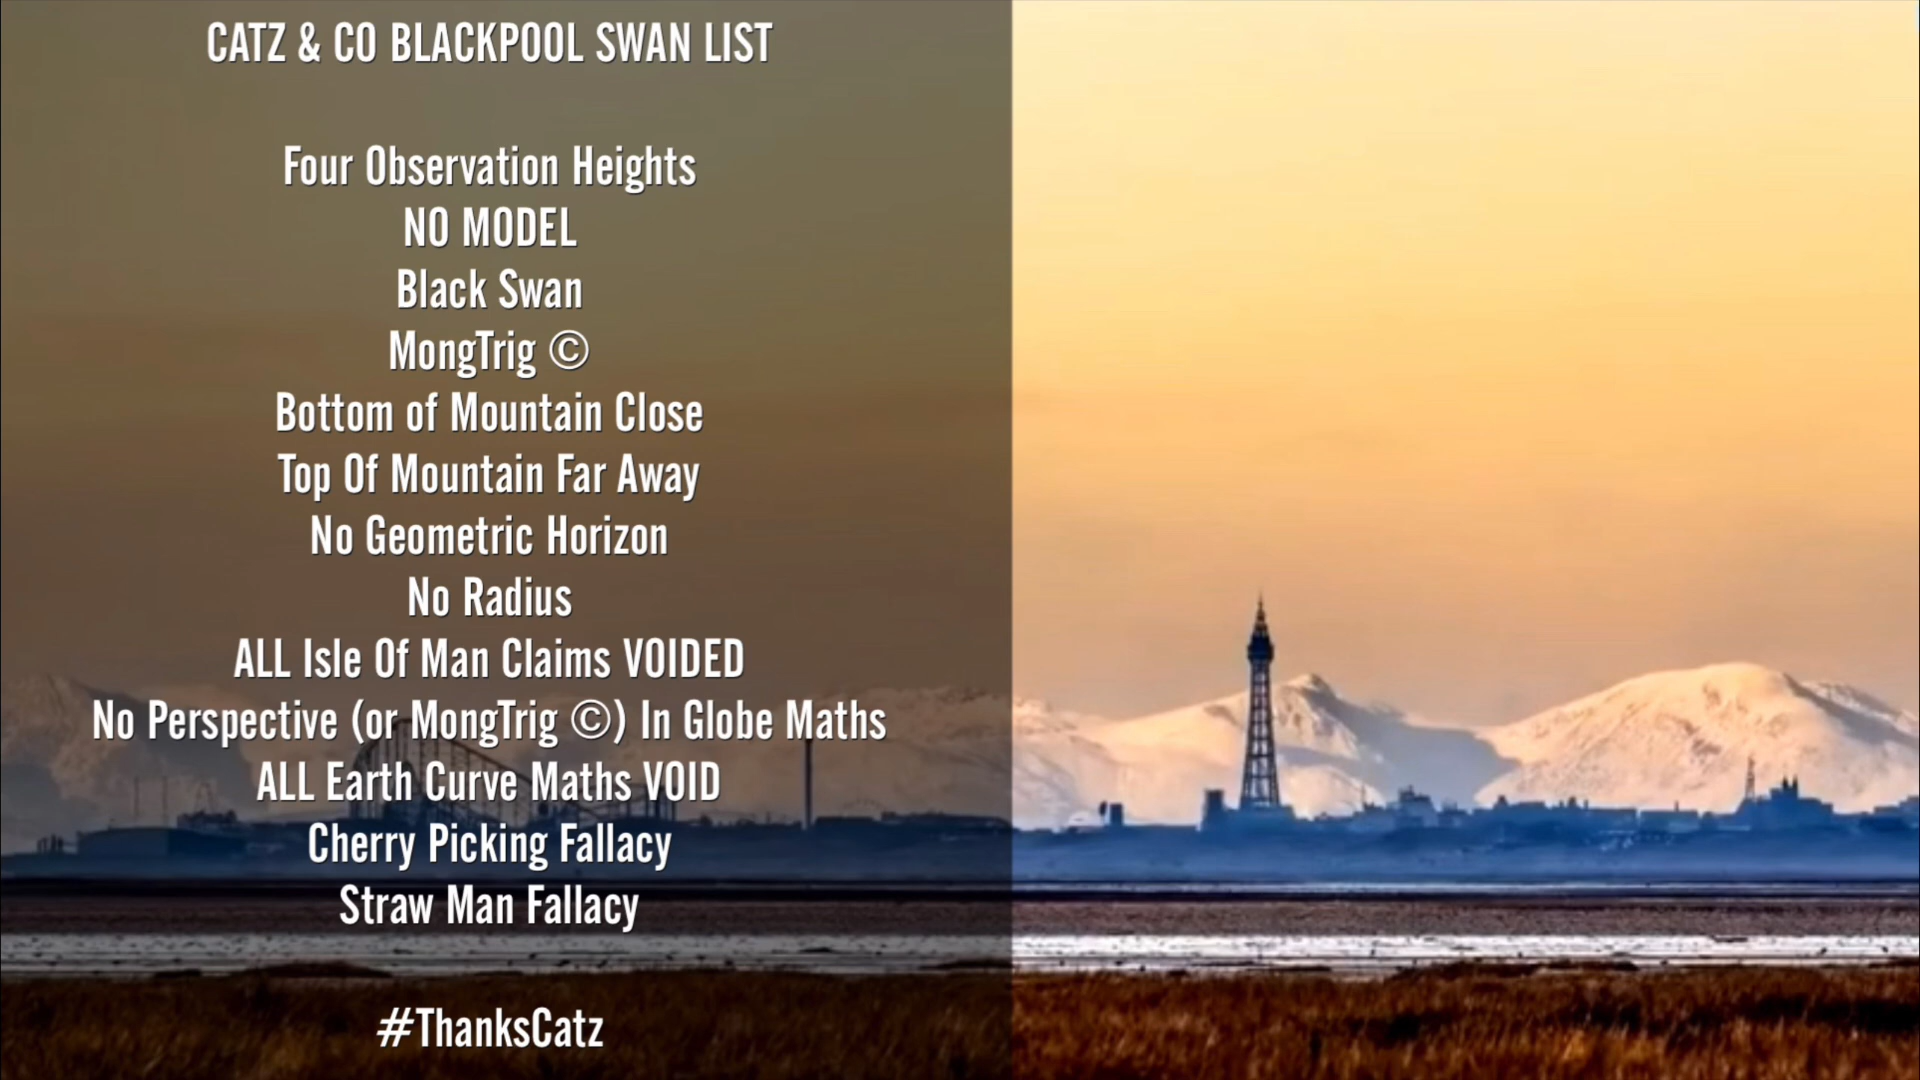 CATZ & CO BLACKPOOL SWAN LIST
Four Observation Heights
NO MODEL
Black Swan
MongTrig ©
Bottom of Mountain Close
Top Of Mountain Far Away
No Geometric Horizon
No Radius
ALL Isle Of Man Claims VOIDED
No Perspective (or MongTrig ©) In Globe Maths
ALL Earth Curve Maths VOID
Cherry Picking Fallacy
Straw Man Fallacy
#ThanksCatz